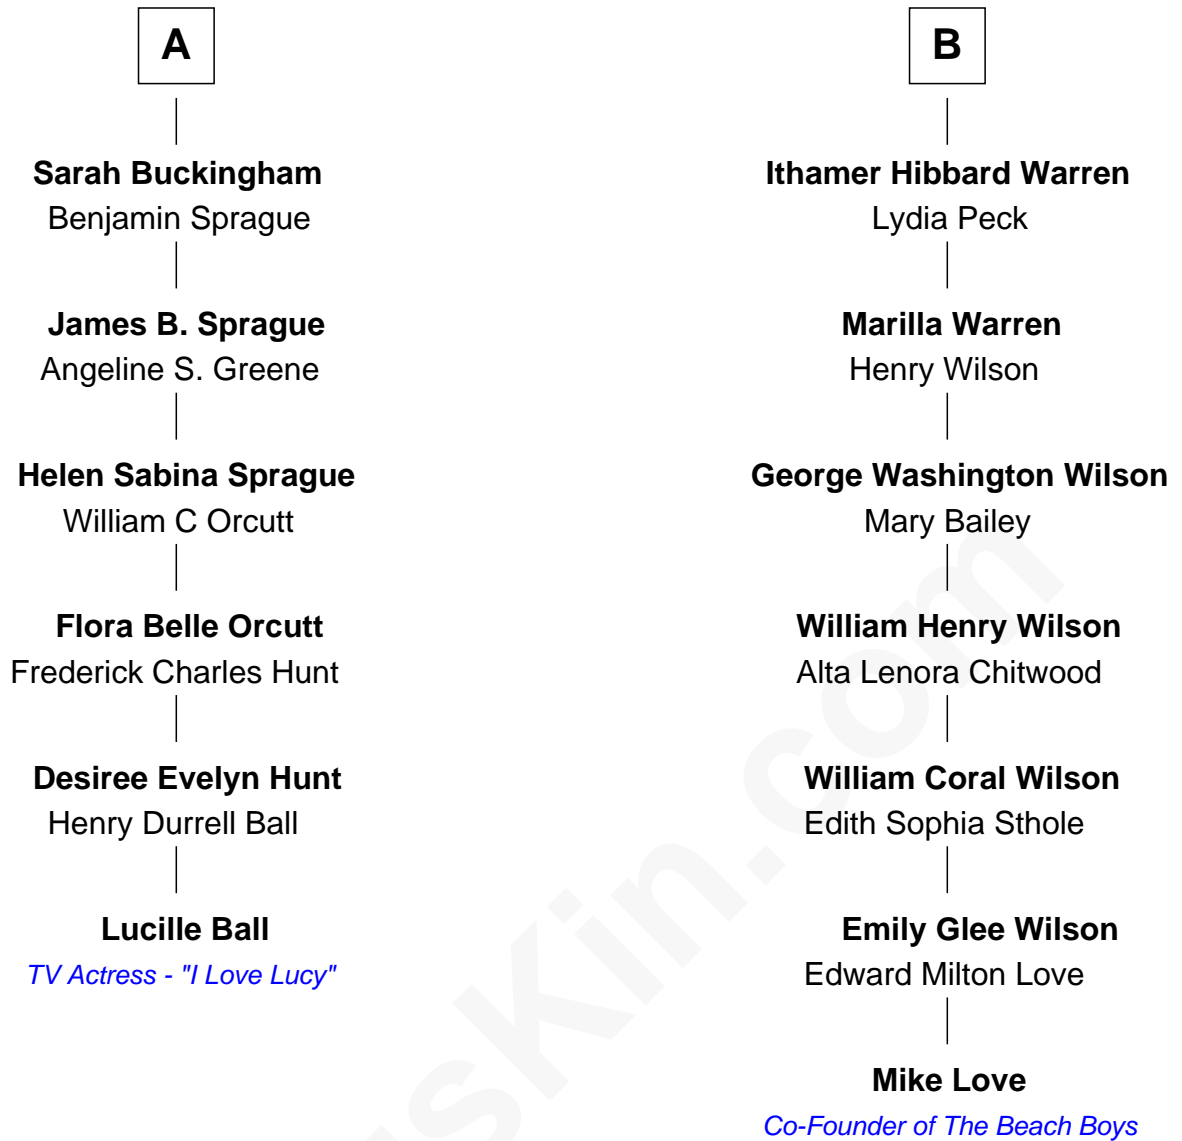 A
Sarah Buckingham
Benjamin Sprague
James B. Sprague
Angeline S. Greene
Helen Sabina Sprague
William C Orcutt
Flora Belle Orcutt
Frederick Charles Hunt
Desiree Evelyn Hunt
Henry Durrell Ball
Lucille Ball
TV Actress - "I Love Lucy"
B
Ithamer Hibbard Warren
Lydia Peck
Marilla Warren
Henry Wilson
George Washington Wilson
Mary Bailey
William Henry Wilson
Alta Lenora Chitwood
William Coral Wilson
Edith Sophia Sthole
Emily Glee Wilson
Edward Milton Love
Mike Love
Co-Founder of The Beach Boys
sKin.com